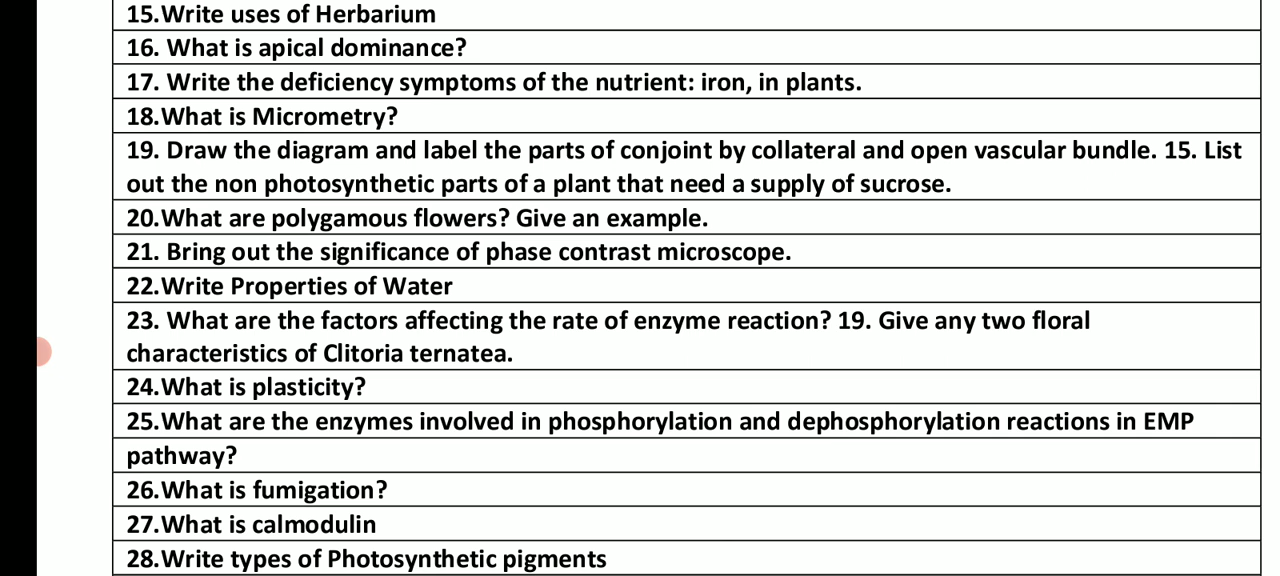 15.Write uses of Herbarium
16. What is apical dominance?
17. Write the deficiency symptoms of the nutrient: iron, in plants.
18.What is Micrometry?
19. Draw the diagram and label the parts of conjoint by collateral and open vascular bundle. 15. List
out the non photosynthetic parts of a plant that need a supply of sucrose.
20.What are polygamous flowers? Give an example.
21. Bring out the significance of phase contrast microscope.
22.Write Properties of Water
23. What are the factors affecting the rate of enzyme reaction? 19. Give any two floral
characteristics of Clitoria ternatea.
24.What is plasticity?
25.What are the enzymes involved in phosphorylation and dephosphorylation reactions in EMP
pathway?
26.What is fumigation?
27.What is calmodulin
28.Write types of Photosynthetic pigments